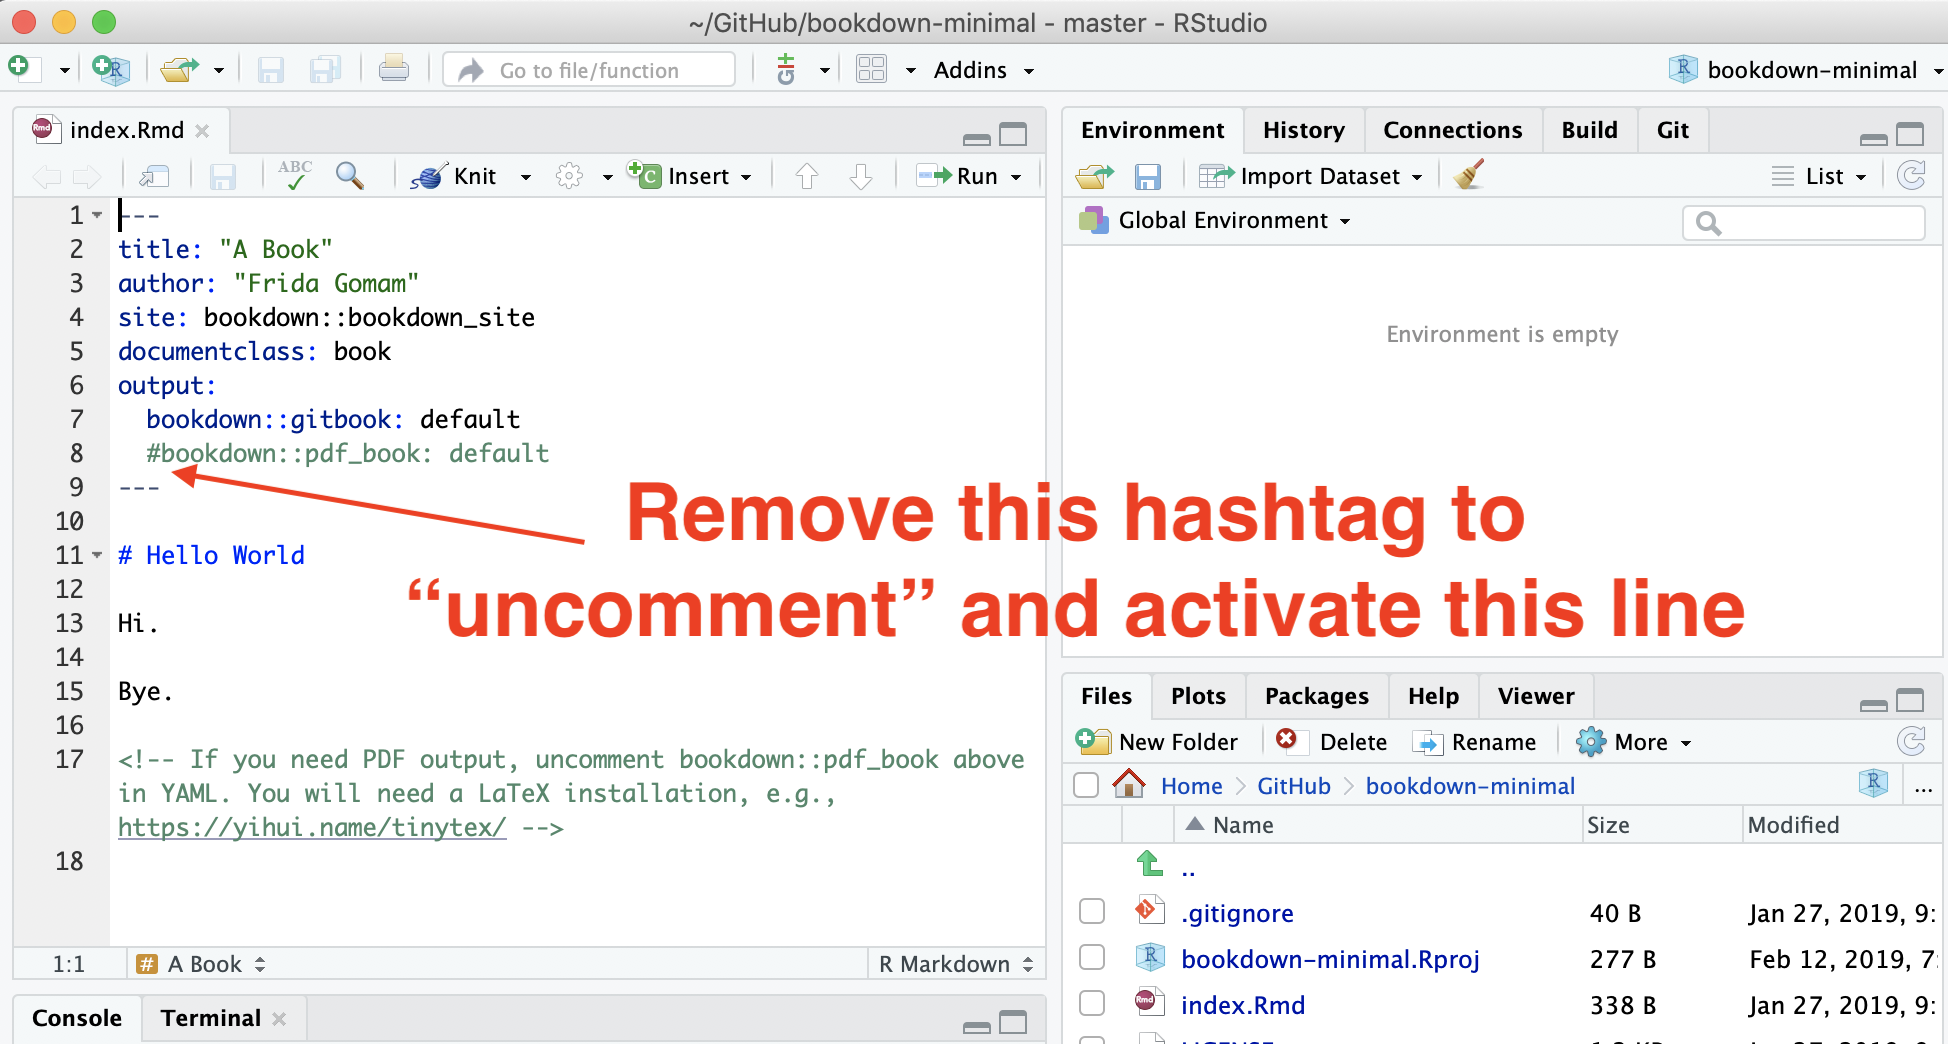 ~/GitHub/bookdown-minimal - master - RStudio
Go to file/function
Addins
bookdown-minimal
index.Rmd
ABC
Knit
Insert
Run
1 ---
2 title: "A Book"
3 author: "Frida Gomam"
4 site: bookdown::bookdown_site
5 documentclass: book
6 output:
7 bookdown::gitbook: default
8 #bookdown::pdf_book: default
9 ---
10
11 # Hello World
12
13 Hi.
14
15 Bye.
16
17 <!-- If you need PDF output, uncomment bookdown::pdf_book above
in YAML. You will need a LaTeX installation, e.g.,
https://yihui.name/tinytex/ -->
18
Remove this hashtag to
“uncomment” and activate this line
1:1 # A Book R Markdown
Console Terminal
Environment History Connections Build Git
Import Dataset List
Global Environment
Environment is empty
Files Plots Packages Help Viewer
New Folder Delete Rename More
Home GitHub bookdown-minimal ...
Name Size Modified
..
.gitignore 40 B Jan 27, 2019, 9:
bookdown-minimal.Rproj 277 B Feb 12, 2019, 7:
index.Rmd 338 B Jan 27, 2019, 9: